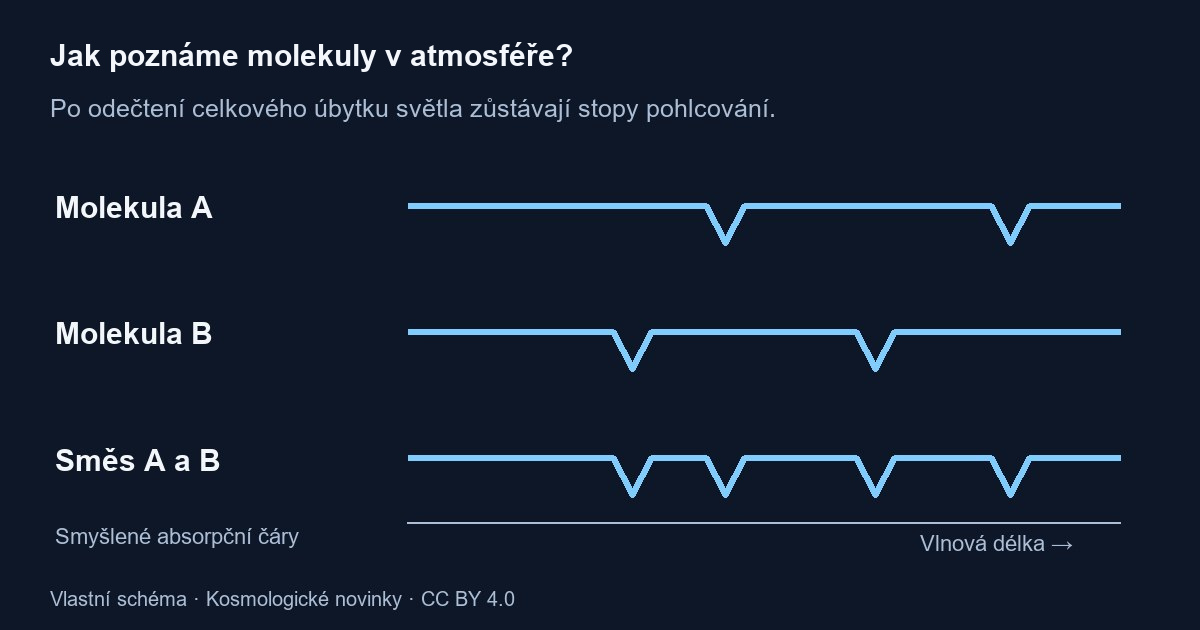 Jak poznáme molekuly v atmosféře?
Po odečtení celkového úbytku světla zůstávají stopy pohlcování.
Molekula A
Molekula B
Směs A a B
Smyšlené absorpční čáry
Vlnová délka →
Vlastní schéma · Kosmologické novinky · CC BY 4.0